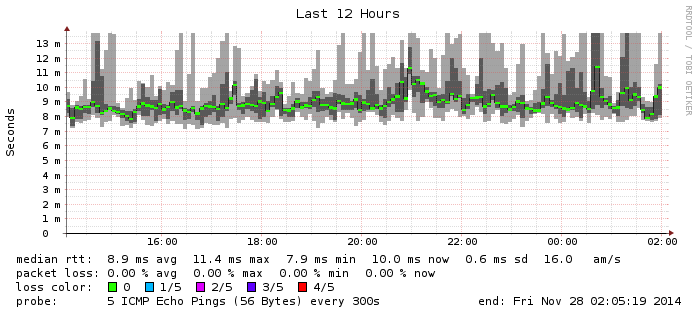 Last 12 Hours
RRDTOOL / TOBI OETIKER
Seconds
13 m
12 m
11 m
10 m
9 m
8 m
7 m
6 m
5 m
4 m
3 m
2 m
1 m
0
16:00 18:00 20:00 22:00 00:00 02:00
median rtt: 8.9 ms avg 11.4 ms max 7.9 ms min 10.0 ms now 0.6 ms sd 16.0 am/s
packet loss: 0.00 % avg 0.00 % max 0.00 % min 0.00 % now
loss color: 0 1/5 2/5 3/5 4/5
probe: 5 ICMP Echo Pings (56 Bytes) every 300s end: Fri Nov 28 02:05:19 2014